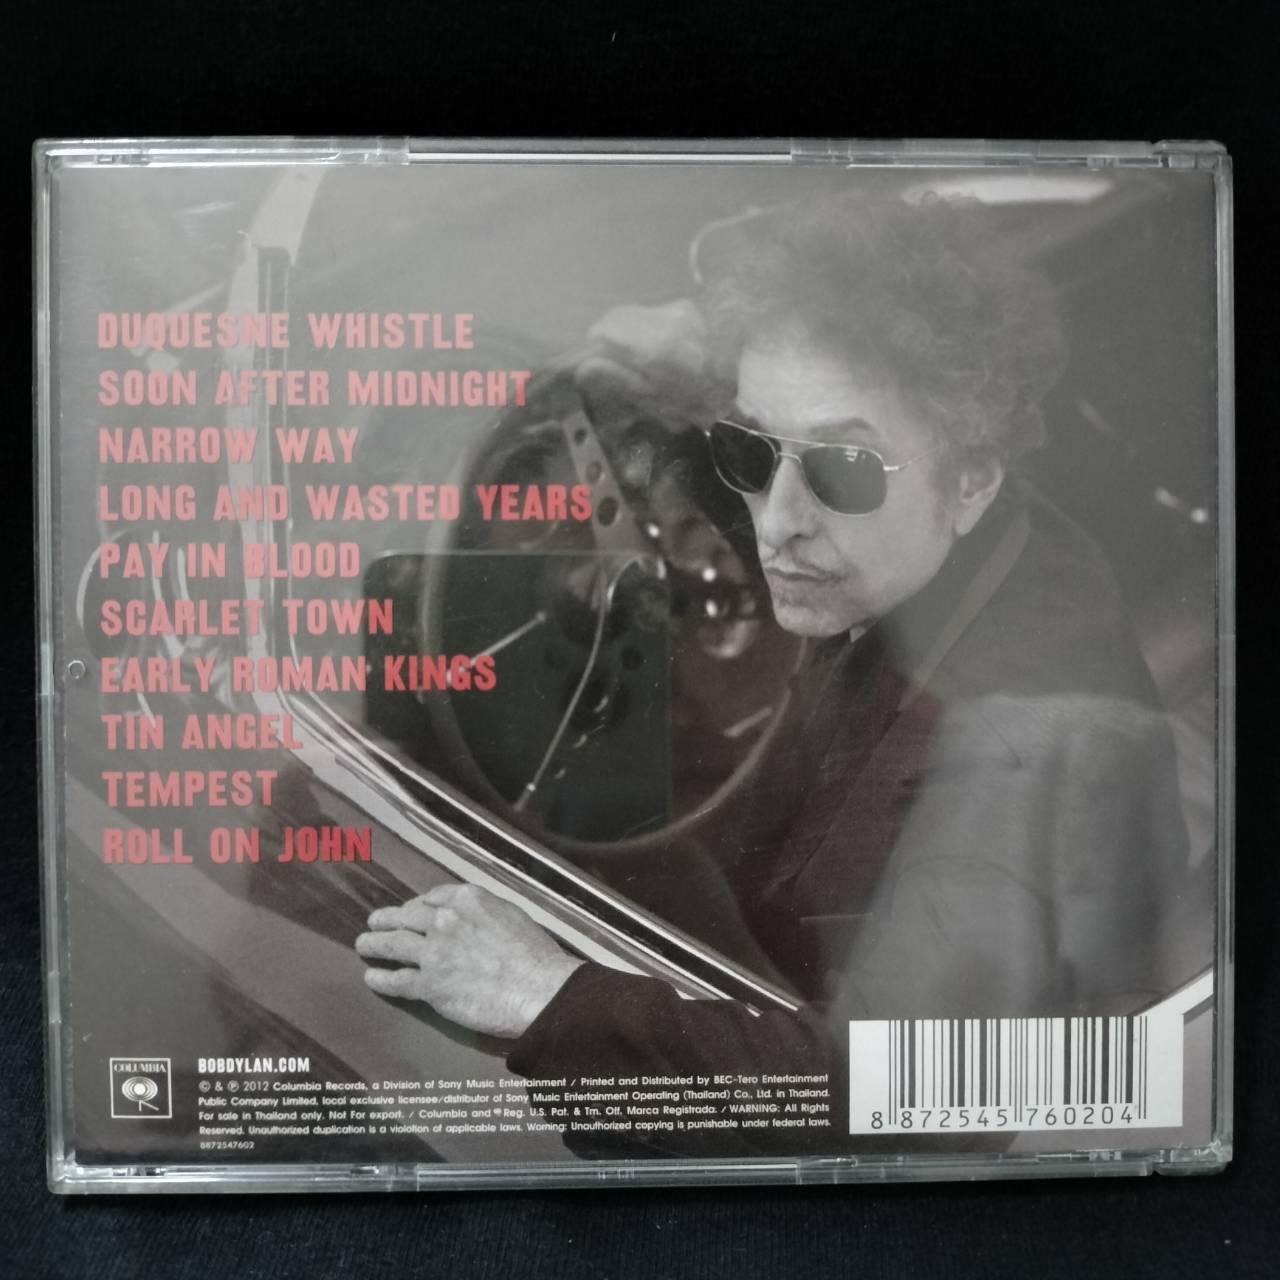 DUQUESNE WHISTLE
SOON AFTER MIDNIGHT
NARROW WAY
LONG AND WASTED YEARS
PAY IN BLOOD
SCARLET TOWN
EARLY ROMAN KINGS
TIN ANGEL
TEMPEST
ROLL ON JOHN
COLUMBIA
BOBDYLAN.COM
© & ℗ 2012 Columbia Records, a Division of Sony Music Entertainment / Printed and Distributed by BEC-Tero Entertainment
Public Company Limited, local exclusive licensee/distributor of Sony Music Entertainment Operating (Thailand) Co., Ltd. in Thailand.
For sale in Thailand only. Not For export. / Columbia and Reg. U.S. Pat. & Tm. Off. Marca Registrada. / WARNING: All Rights
Reserved. Unauthorized duplication is a violation of applicable laws. Warning: Unauthorized copying is punishable under federal laws.
8872547602
8 872545 760204